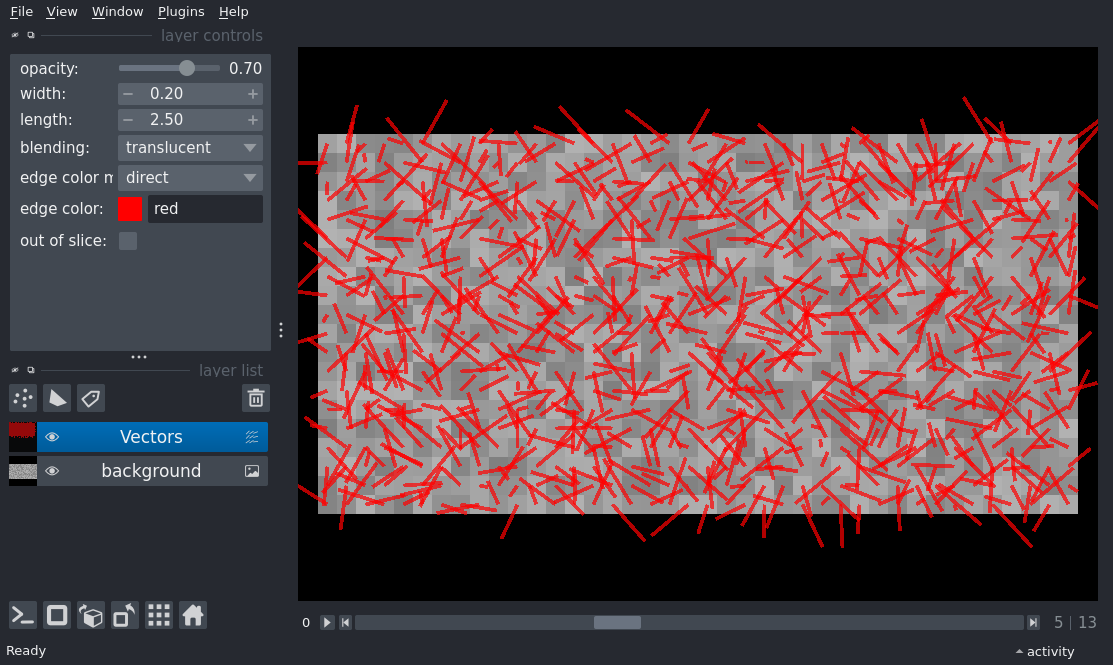 File View Window Plugins Help
layer controls
opacity: 0.70
width: 0.20
length: 2.50
blending: translucent
edge color m direct
edge color: red
out of slice:
layer list
Vectors
background
0 5 | 13
Ready activity